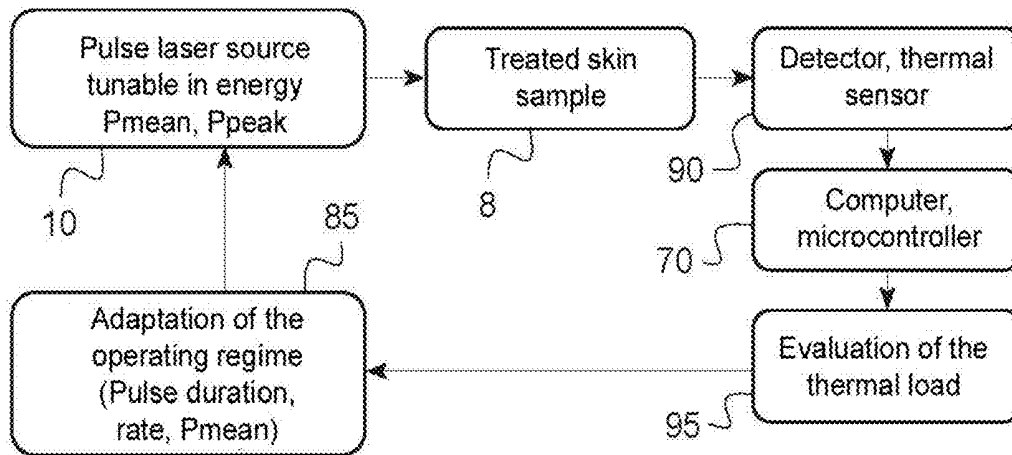 Pulse laser source
tunable in energy
Pmean, Ppeak
10
Treated skin
sample
8
Detector, thermal
sensor
90
Computer,
microcontroller
70
Evaluation of the
thermal load
95
Adaptation of the
operating regime
(Pulse duration,
rate, Pmean)
85